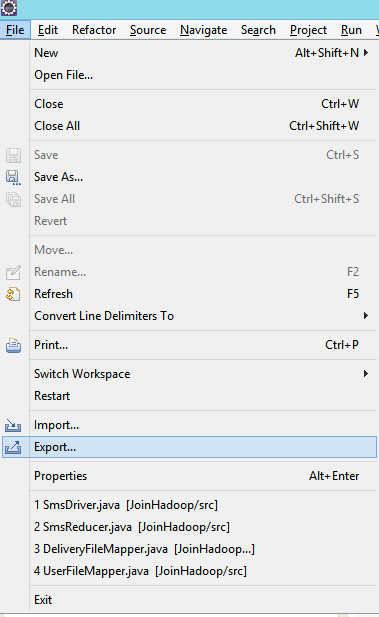 File Edit Refactor Source Navigate Search Project Run
New Alt+Shift+N
Open File...
Close Ctrl+W
Close All Ctrl+Shift+W
Save Ctrl+S
Save As...
Save All Ctrl+Shift+S
Revert
Move...
Rename... F2
Refresh F5
Convert Line Delimiters To
Print... Ctrl+P
Switch Workspace
Restart
Import...
Export...
Properties Alt+Enter
1 SmsDriver.java [JoinHadoop/src]
2 SmsReducer.java [JoinHadoop/src]
3 DeliveryFileMapper.java [JoinHadoop...]
4 UserFileMapper.java [JoinHadoop/src]
Exit